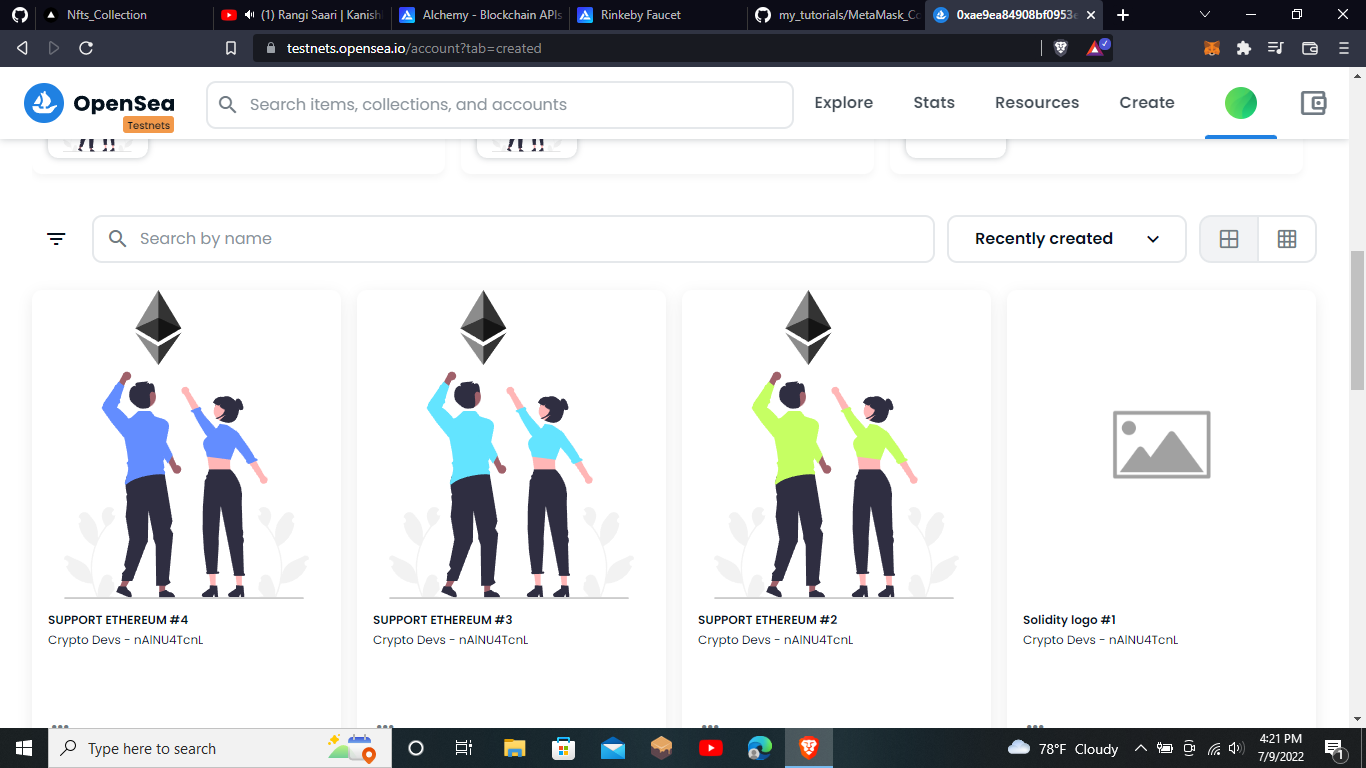 Nfts_Collection
(1) Rangi Saari | Kanish
Alchemy - Blockchain APIs
Rinkeby Faucet
my_tutorials/MetaMask_Co
0xae9ea84908bf0953e
testnets.opensea.io/account?tab=created
OpenSea
Testnets
Search items, collections, and accounts
Explore
Stats
Resources
Create
Search by name
Recently created
SUPPORT ETHEREUM #4
Crypto Devs - nAlNU4TcnL
SUPPORT ETHEREUM #3
Crypto Devs - nAlNU4TcnL
SUPPORT ETHEREUM #2
Crypto Devs - nAlNU4TcnL
Solidity logo #1
Crypto Devs - nAlNU4TcnL
Type here to search
78°F Cloudy
4:21 PM
7/9/2022
1